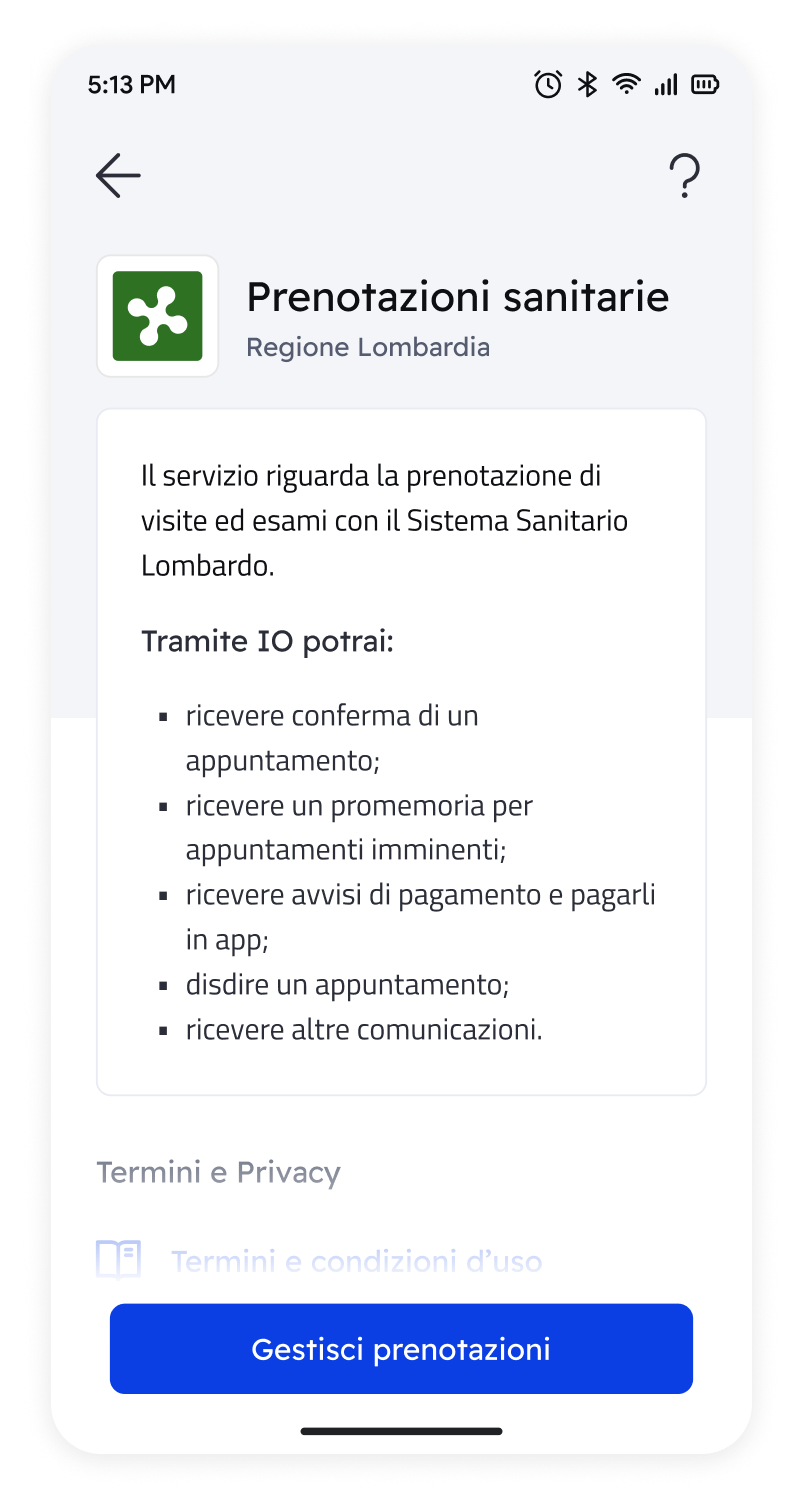 5:13 PM
Prenotazioni sanitarie
Regione Lombardia
Il servizio riguarda la prenotazione di
visite ed esami con il Sistema Sanitario
Lombardo.
Tramite IO potrai:
▪ ricevere conferma di un
appuntamento;
▪ ricevere un promemoria per
appuntamenti imminenti;
▪ ricevere avvisi di pagamento e pagarli
in app;
▪ disdire un appuntamento;
▪ ricevere altre comunicazioni.
Termini e Privacy
Termini e condizioni d’uso
Gestisci prenotazioni